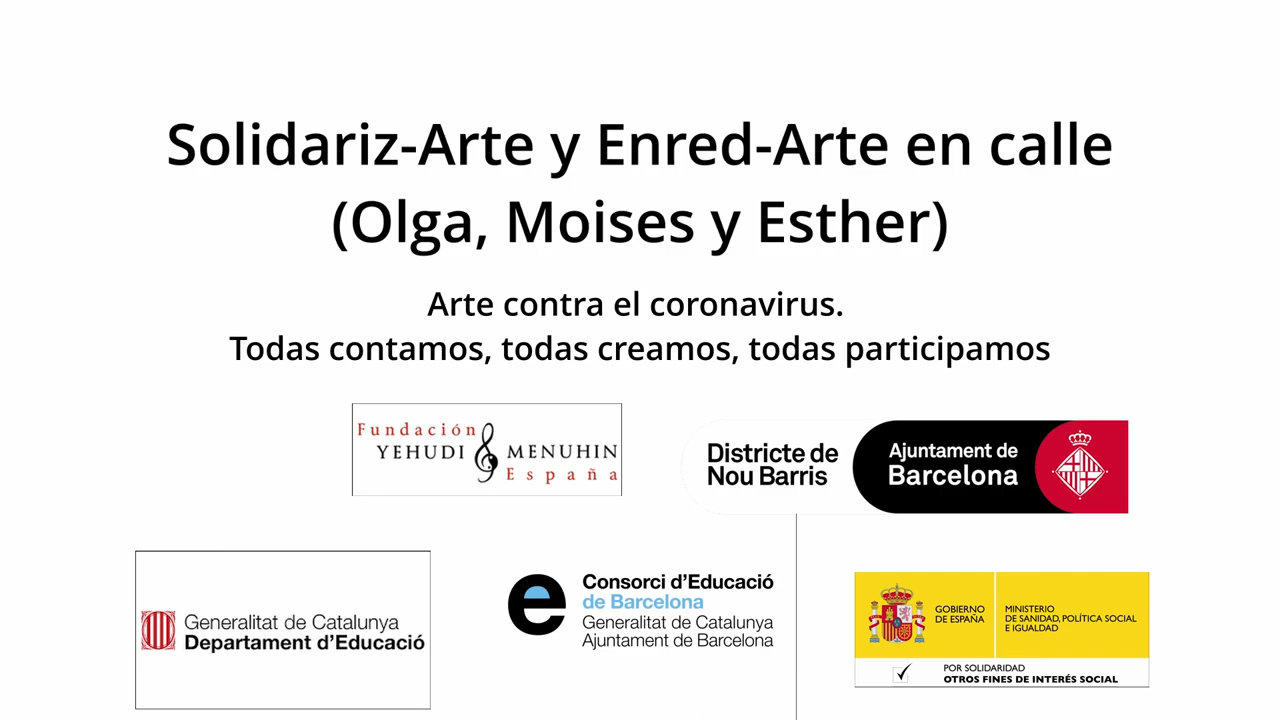 Solidariz-Arte y Enred-Arte en calle
(Olga, Moises y Esther)
Arte contra el coronavirus.
Todas contamos, todas creamos, todas participamos
Fundación
YEHUDI MENUHIN
España
Districte de
Nou Barris
Ajuntament de
Barcelona
Generalitat de Catalunya
Departament d'Educació
e
Consorci d'Educació
de Barcelona
Generalitat de Catalunya
Ajuntament de Barcelona
GOBIERNO
DE ESPAÑA
MINISTERIO
DE SANIDAD, POLÍTICA SOCIAL
E IGUALDAD
POR SOLIDARIDAD
OTROS FINES DE INTERÉS SOCIAL